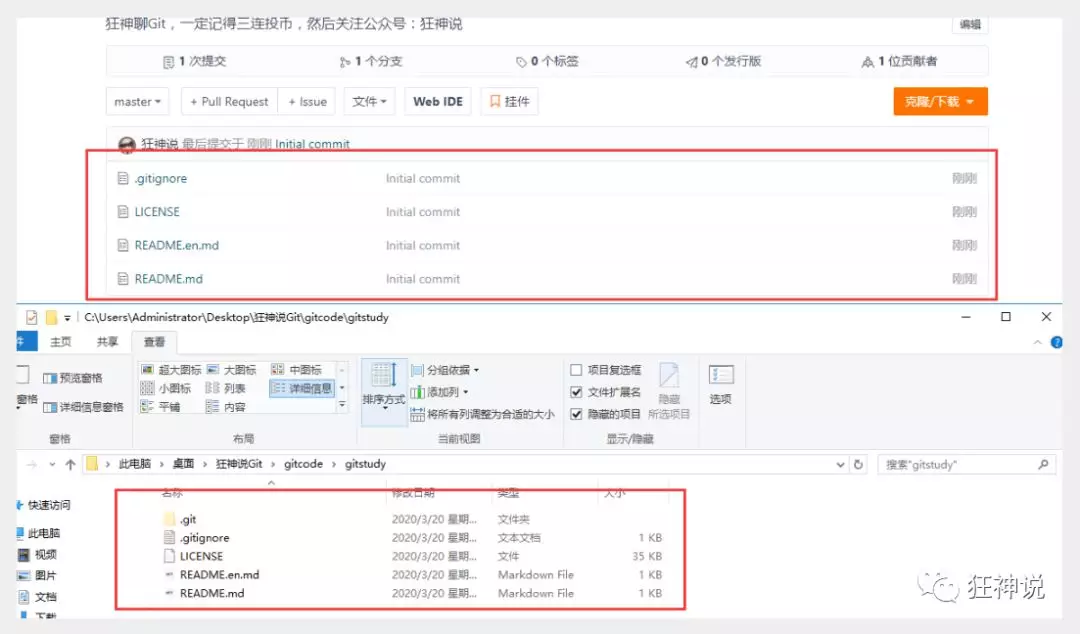 狂神聊Git，一定记得三连投币，然后关注公众号：狂神说
编辑
1 次提交 1 个分支 0 个标签 0 个发行版 1 位贡献者
master + Pull Request + Issue 文件 Web IDE 挂件 克隆/下载
狂神说 最后提交于 刚刚 Initial commit
.gitignore Initial commit 刚刚
LICENSE Initial commit 刚刚
README.en.md Initial commit 刚刚
README.md Initial commit 刚刚
C:\Users\Administrator\Desktop\狂神说Git\gitcode\gitstudy
主页 共享 查看
预览窗格 超大图标 大图标 中图标 分组依据 项目复选框
小图标 列表 详细信息 添加列 文件扩展名
窗格 详细信息窗格 平铺 内容 排序方式 将所有列调整为合适的大小 隐藏的项目 隐藏 所选项目 选项
窗格 布局 当前视图 显示/隐藏
此电脑 > 桌面 > 狂神说Git > gitcode > gitstudy 搜索"gitstudy"
名称 修改日期 类型 大小
快速访问
此电脑
视频
图片
文档
下载
.git 2020/3/20 星期... 文件夹
.gitignore 2020/3/20 星期... 文本文档 1 KB
LICENSE 2020/3/20 星期... 文件 35 KB
README.en.md 2020/3/20 星期... Markdown File 1 KB
README.md 2020/3/20 星期... Markdown File 1 KB
狂神说